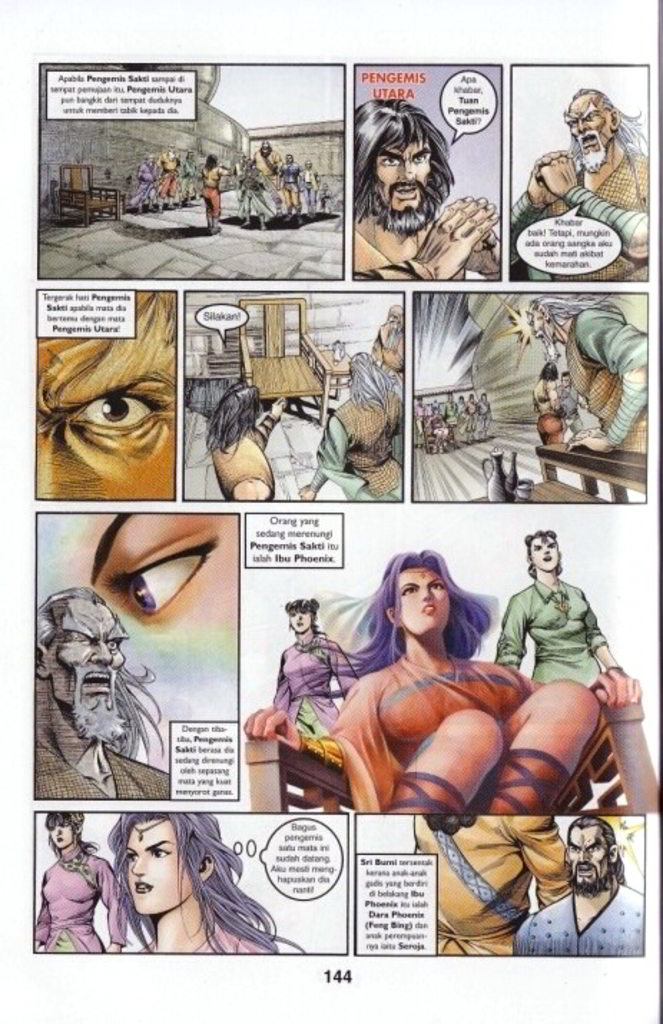 Apabila Pengemis Sakti sampai di
tempat pemujaan itu, Pengemis Utara
pun bangkit dari tempat duduknya
untuk memberi tabik kepada dia.
PENGEMIS
UTARA
Apa
khabar,
Tuan
Pengemis
Sakti?
Khabar
baik! Tetapi, mungkin
ada orang sangka aku
sudah mati akibat
kemarahan.
Tergerak hati Pengemis
Sakti apabila mata dia
bertemu dengan mata
Pengemis Utara!
Silakan!
Orang yang
sedang merenungi
Pengemis Sakti itu
ialah Ibu Phoenix.
Dengan tiba-
tiba, Pengemis
Sakti berasa dia
sedang direnungi
oleh sepasang
mata yang kuat
menyorot ganas.
Bagus
pengemis
satu mata ini
sudah datang.
Aku mesti meng-
hapuskan dia
nanti!
Sri Bumi tersentak
kerana anak-anak
gadis yang berdiri
di belakang Ibu
Phoenix itu ialah
Dara Phoenix
(Feng Bing) dan
anak perempuan-
nya iaitu Seroja.
144